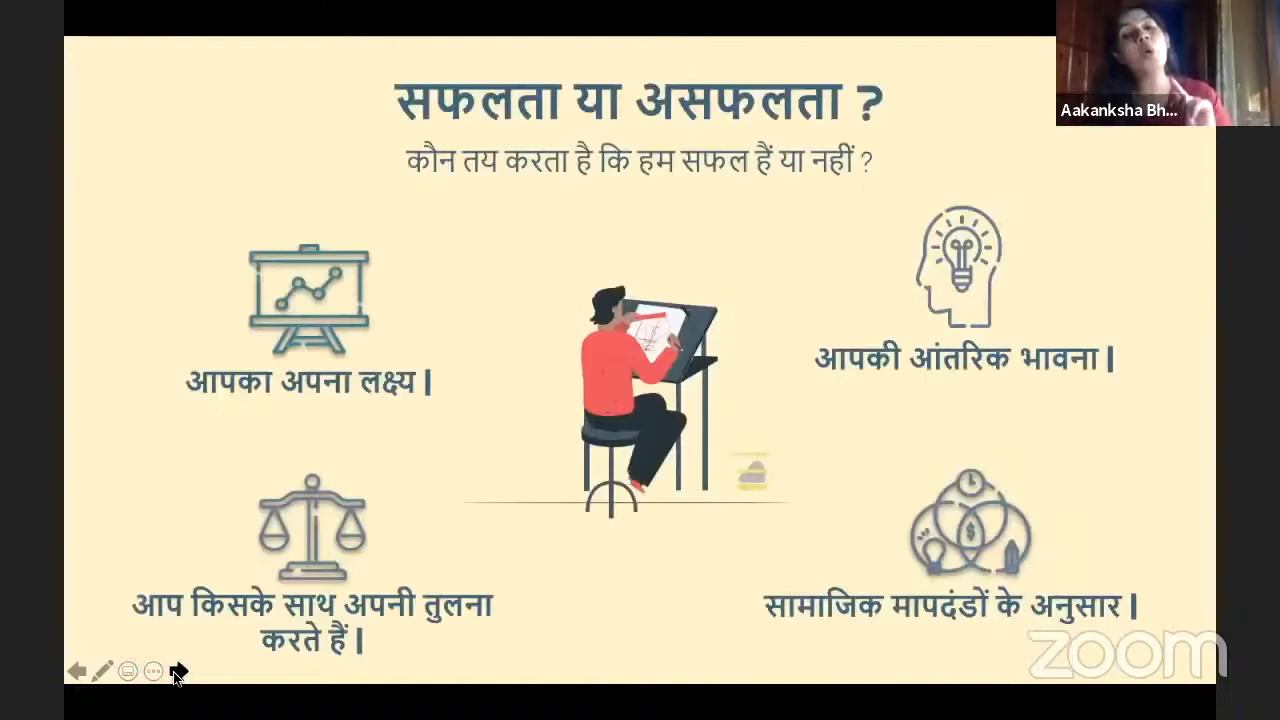 सफलता या असफलता ?
कौन तय करता है कि हम सफल हैं या नहीं ?
Aakanksha Bh...
आपका अपना लक्ष्य |
आपकी आंतरिक भावना |
आप किसके साथ अपनी तुलना
करते हैं |
सामाजिक मापदंडों के अनुसार |
zoom